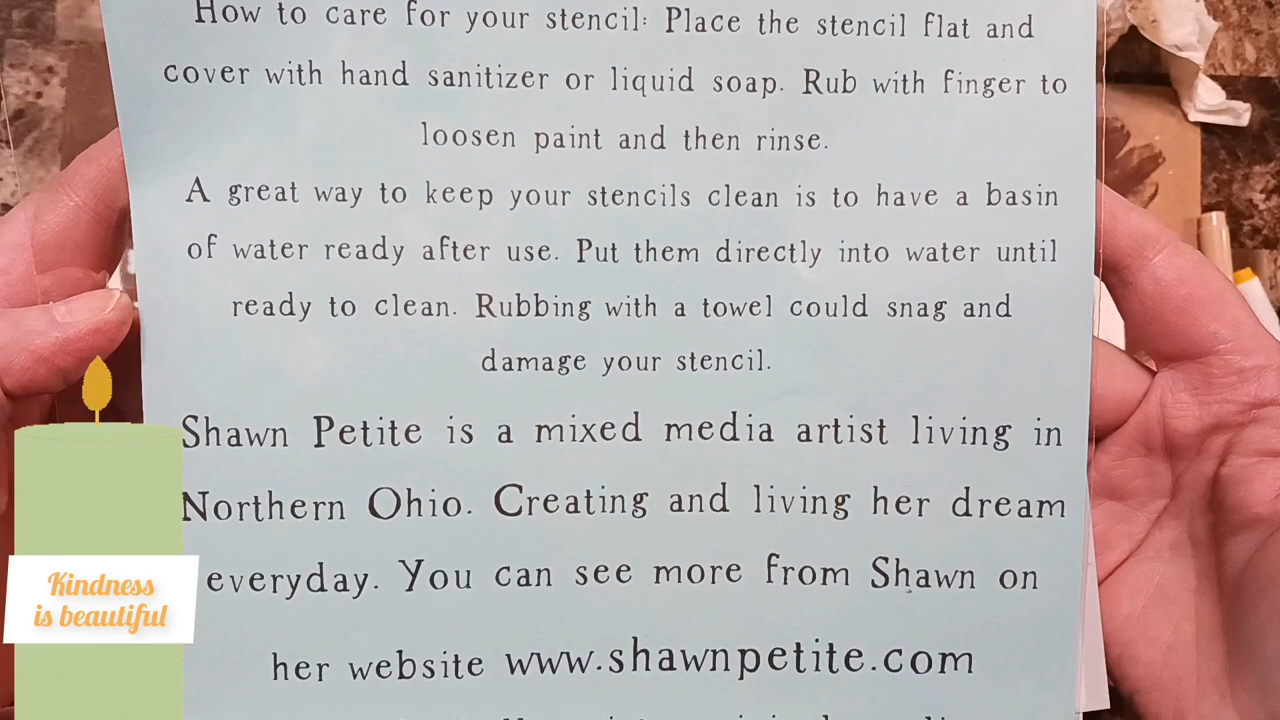 How to care for your stencil: Place the stencil flat and
cover with hand sanitizer or liquid soap. Rub with finger to
loosen paint and then rinse.
A great way to keep your stencils clean is to have a basin
of water ready after use. Put them directly into water until
ready to clean. Rubbing with a towel could snag and
damage your stencil.
Shawn Petite is a mixed media artist living in
Northern Ohio. Creating and living her dream
everyday. You can see more from Shawn on
her website www.shawnpetite.com
Kindness
is beautiful